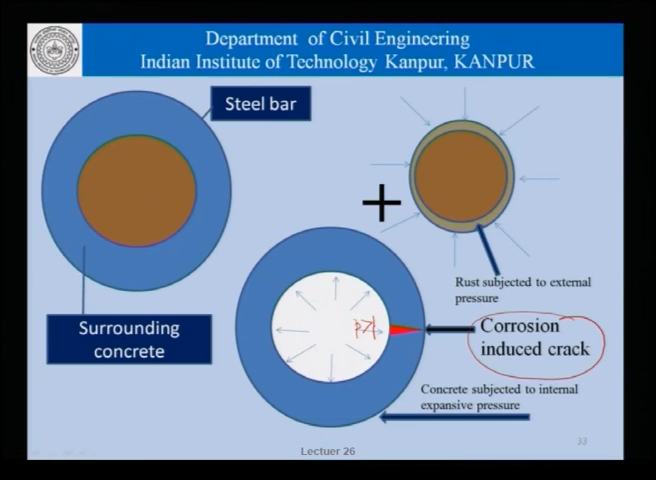 Department of Civil Engineering
Indian Institute of Technology Kanpur, KANPUR
Steel bar
Rust subjected to external
pressure
Surrounding
concrete
Corrosion
induced crack
Concrete subjected to internal
expansive pressure
33
Lectuer 26